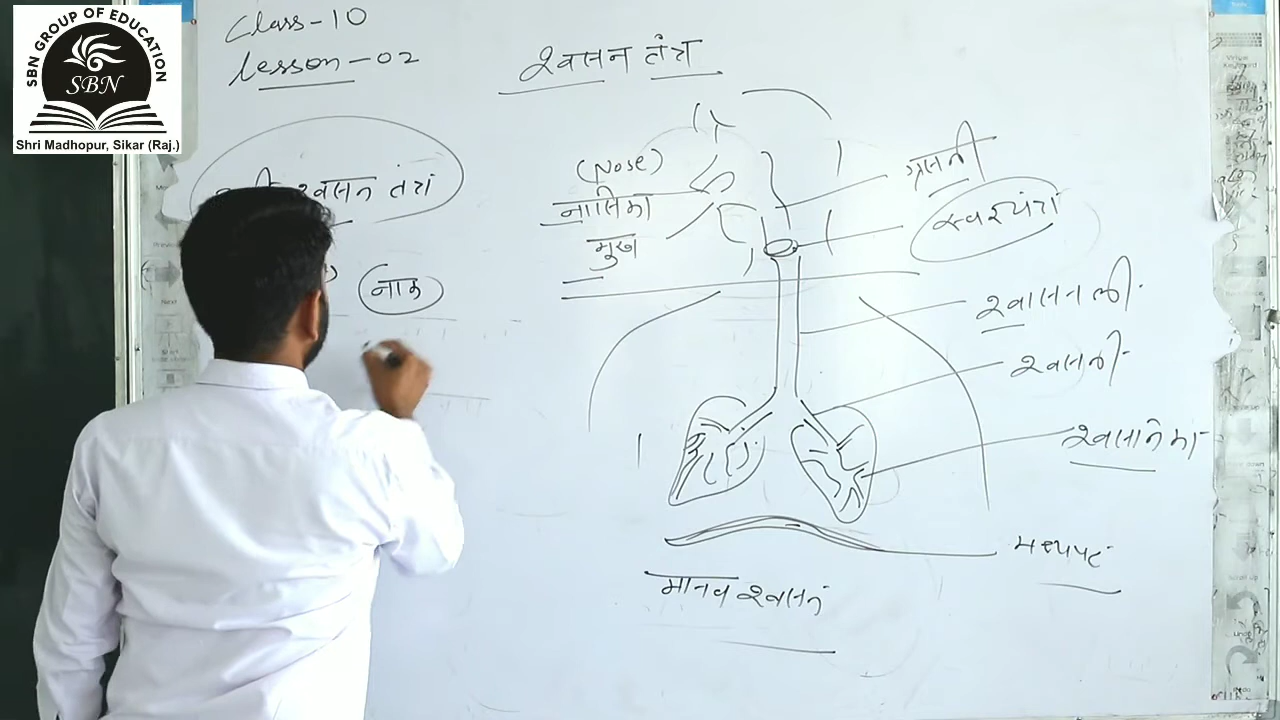 SBN GROUP OF EDUCATION
SBN
Shri Madhopur, Sikar (Raj.)
Class-10
Lesson-02
श्वसन तंत्र
श्वसन तंत्र
नाक
(Nose)
नासिका
मुख
ग्रसनी
स्वरयंत्र
श्वासनली
श्वसनी
श्वसनिका
मध्यपट
मानव श्वसन